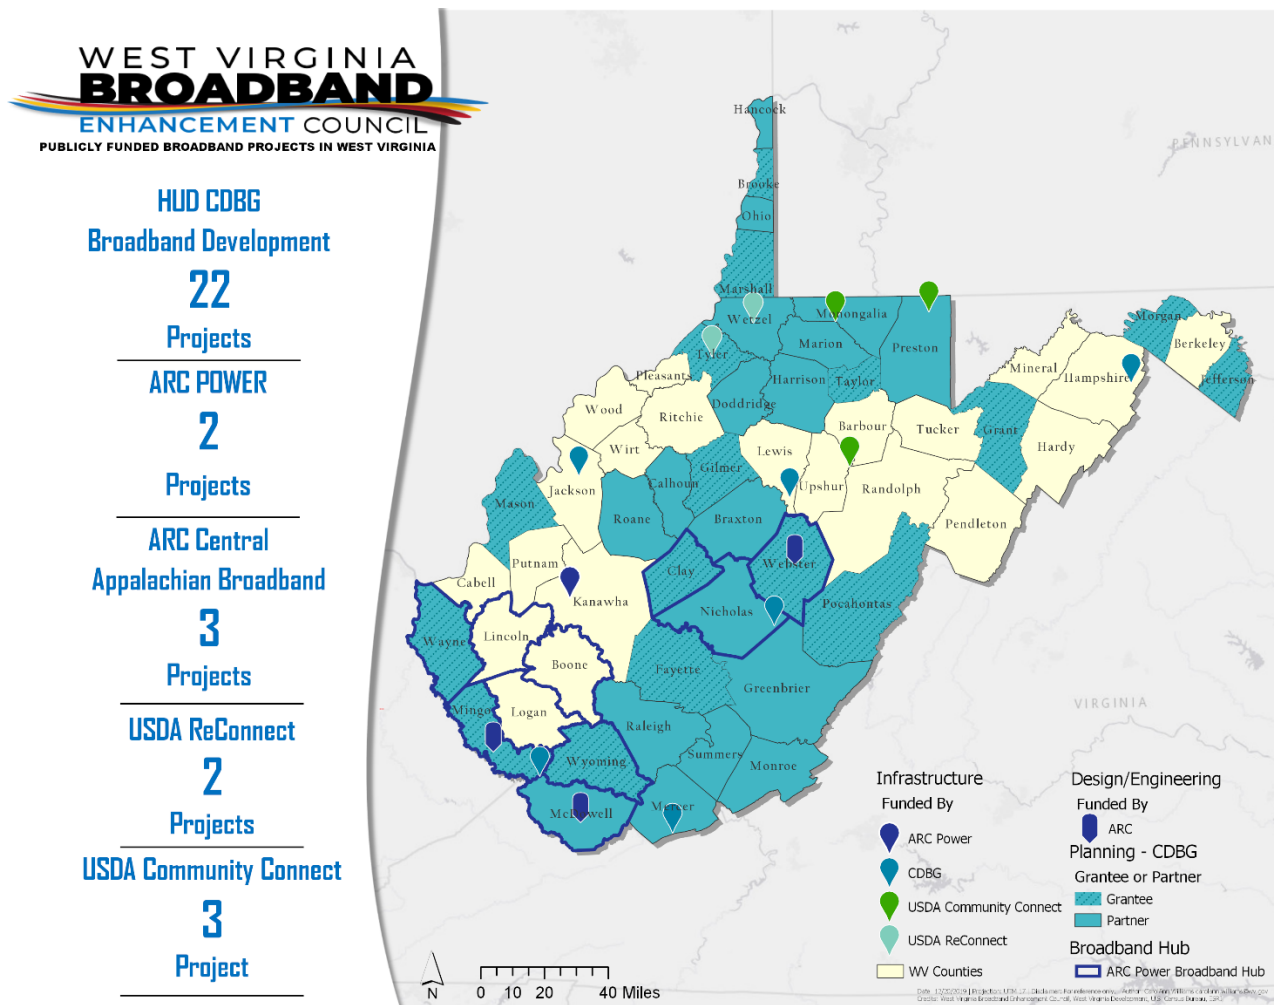 WEST VIRGINIA
BROADBAND
ENHANCEMENT COUNCIL
PUBLICLY FUNDED BROADBAND PROJECTS IN WEST VIRGINIA
HUD CDBG
Broadband Development
22
Projects
ARC POWER
2
Projects
ARC Central
Appalachian Broadband
3
Projects
USDA ReConnect
2
Projects
USDA Community Connect
3
Project
PENNSYLVAN
Hancock
Brooke
Ohio
Marshall
Wetzel
Monongalia
Marion
Preston
Tyler
Pleasants
Harrison
Taylor
Doddridge
Wood
Ritchie
Wirt
Barbour
Tucker
Lewis
Mineral
Hampshire
Morgan
Berkeley
Jefferson
Grant
Hardy
Jackson
Gilmer
Calhoun
Upshur
Randolph
Mason
Roane
Braxton
Pendleton
Putnam
Cabell
Kanawha
Clay
Webster
Nicholas
Pocahontas
Wayne
Lincoln
Boone
Fayette
Greenbrier
Mingo
Logan
Raleigh
Wyoming
Summers
Monroe
McDowell
Mercer
VIRGINIA
Infrastructure
Funded By
ARC Power
CDBG
USDA Community Connect
USDA ReConnect
WV Counties
Design/Engineering
Funded By
ARC
Planning - CDBG
Grantee or Partner
Grantee
Partner
Broadband Hub
ARC Power Broadband Hub
N
0 10 20 40 Miles